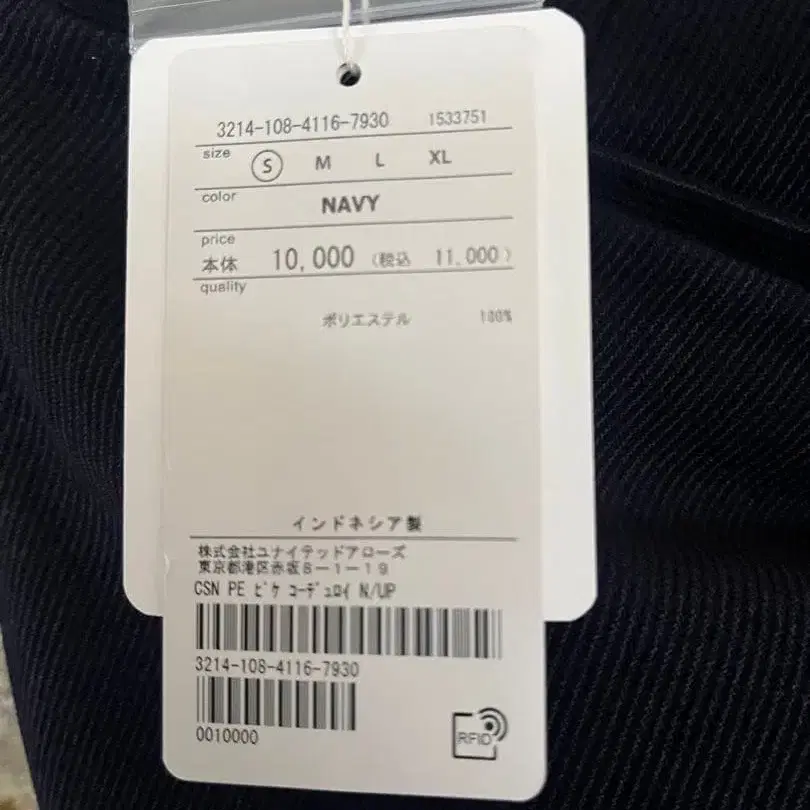 3214-108-4116-7930 1533751
size
Ⓢ M L XL
color
NAVY
price
本体 10,000 (税込 11,000)
quality
ポリエステル 100%
インドネシア製
株式会社ユナイテッドアローズ
東京都港区赤坂8-1-19
CSN PE ﾋﾟｹ ｺｰﾃﾞｭﾛｲ N/UP
3214-108-4116-7930
0010000
RFID